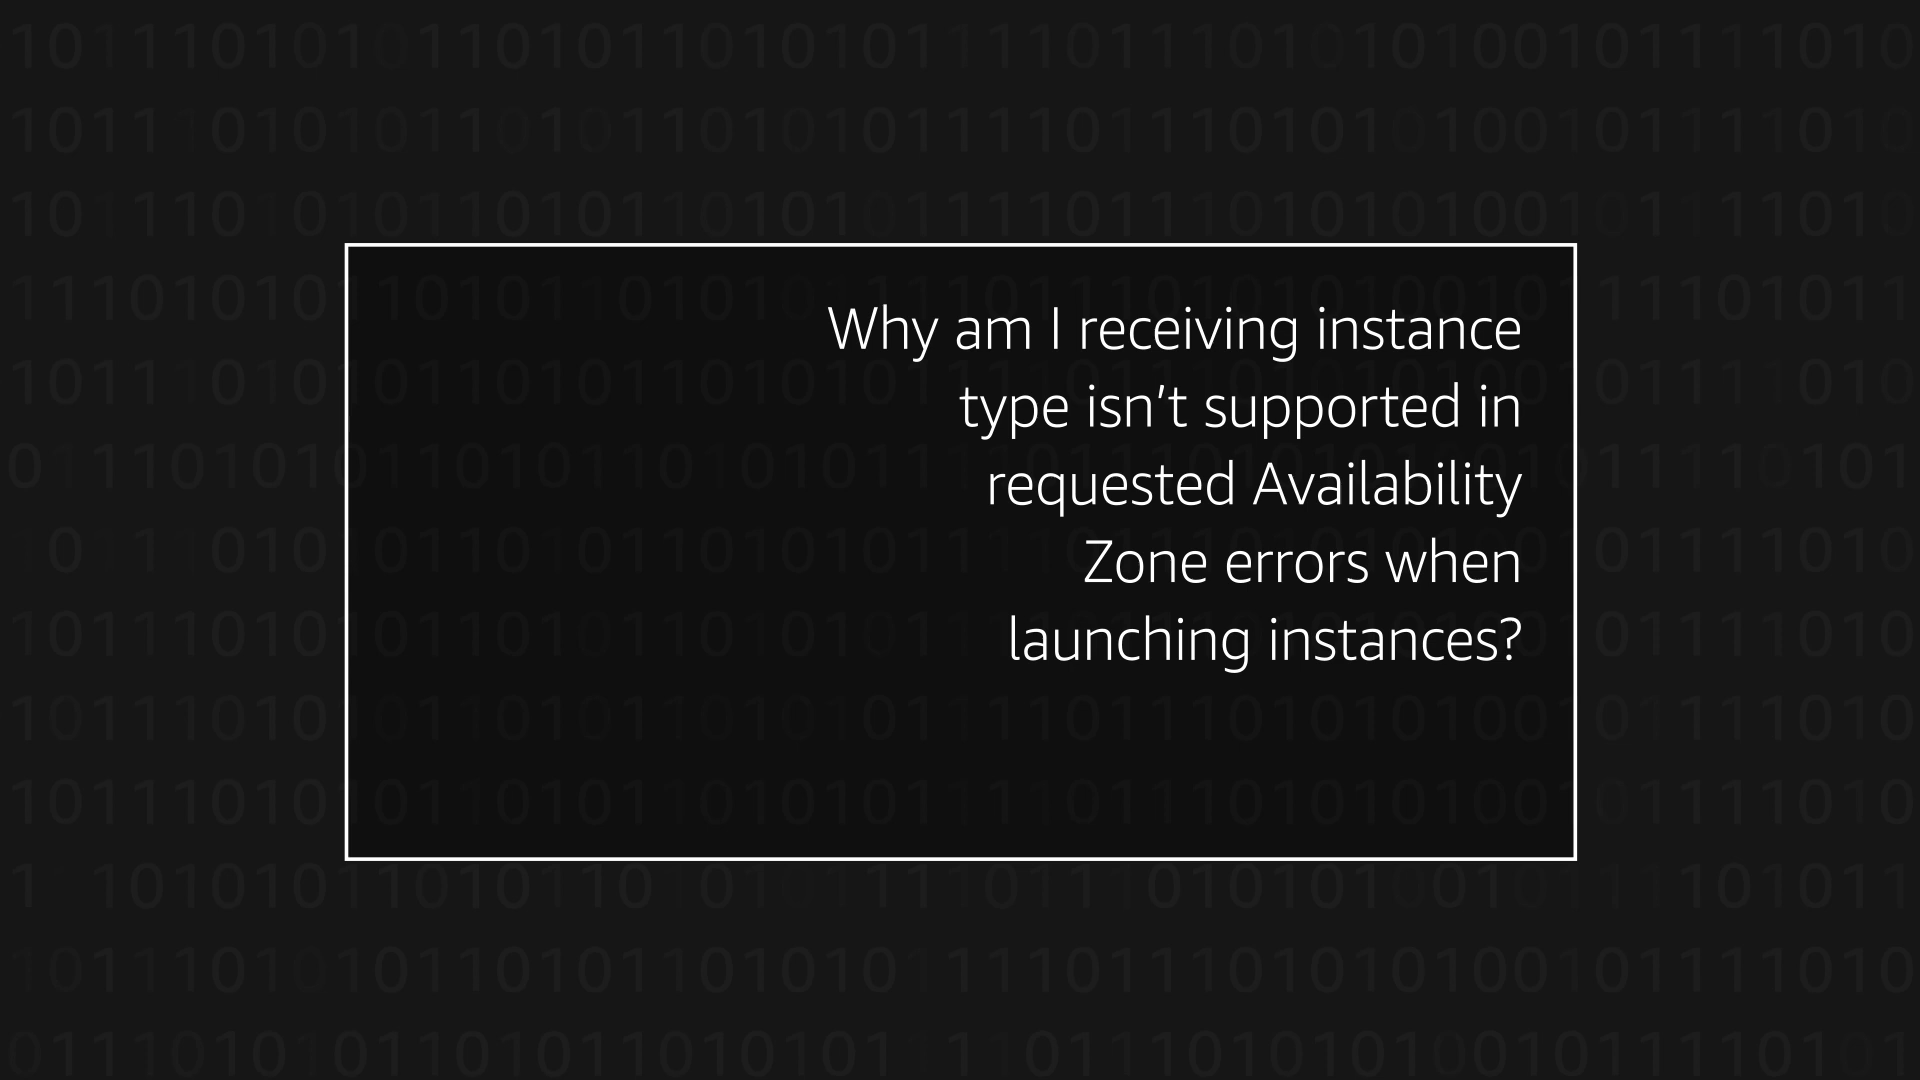 Why am I receiving instance
type isn’t supported in
requested Availability
Zone errors when
launching instances?